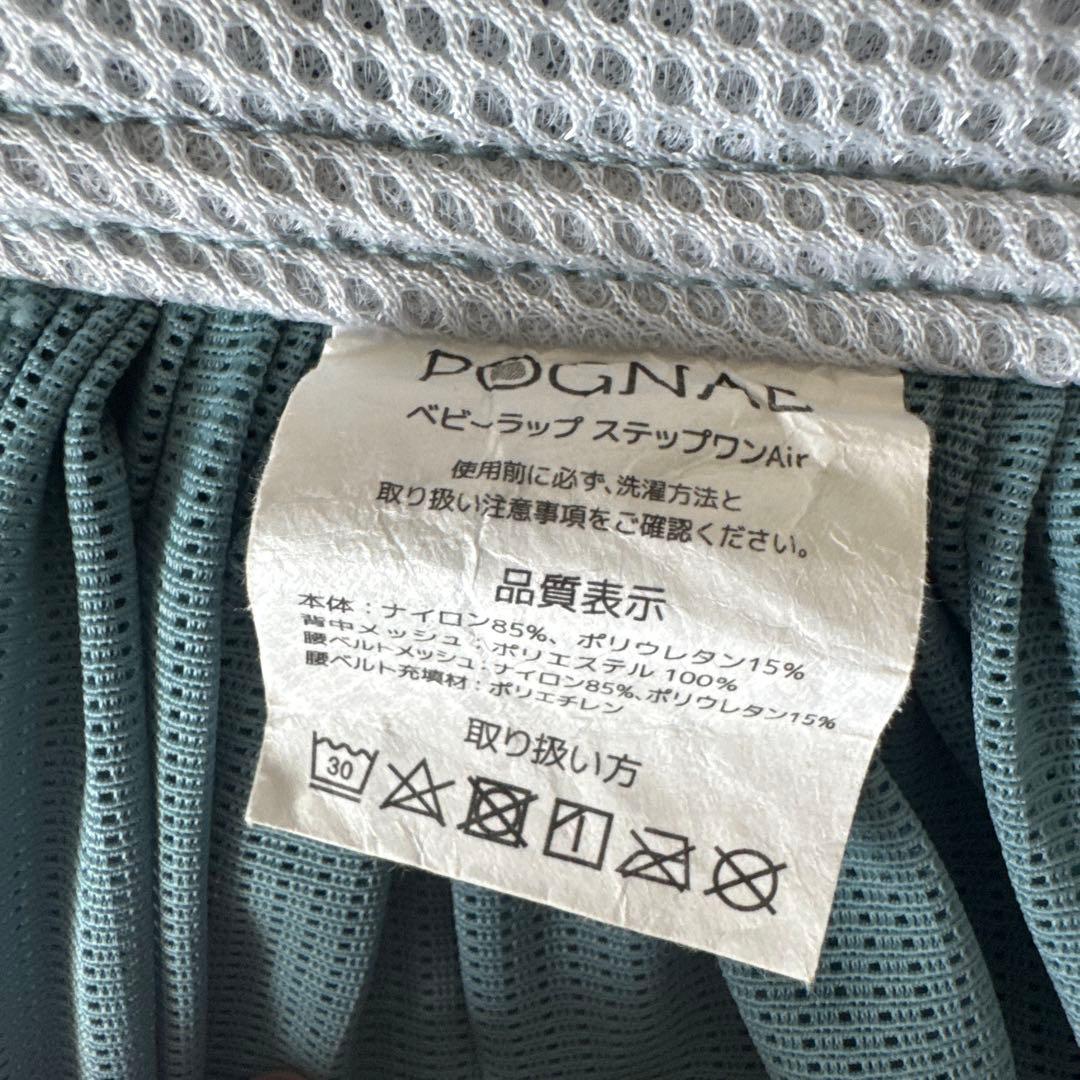 POGNAE
ベビーラップ ステップワンAir
使用前に必ず、洗濯方法と
取り扱い注意事項をご確認ください。
品質表示
本体：ナイロン85%、ポリウレタン15%
背中メッシュ：ポリエステル 100%
腰ベルトメッシュ：ナイロン85%、ポリウレタン15%
腰ベルト充填材：ポリエチレン
取り扱い方
30